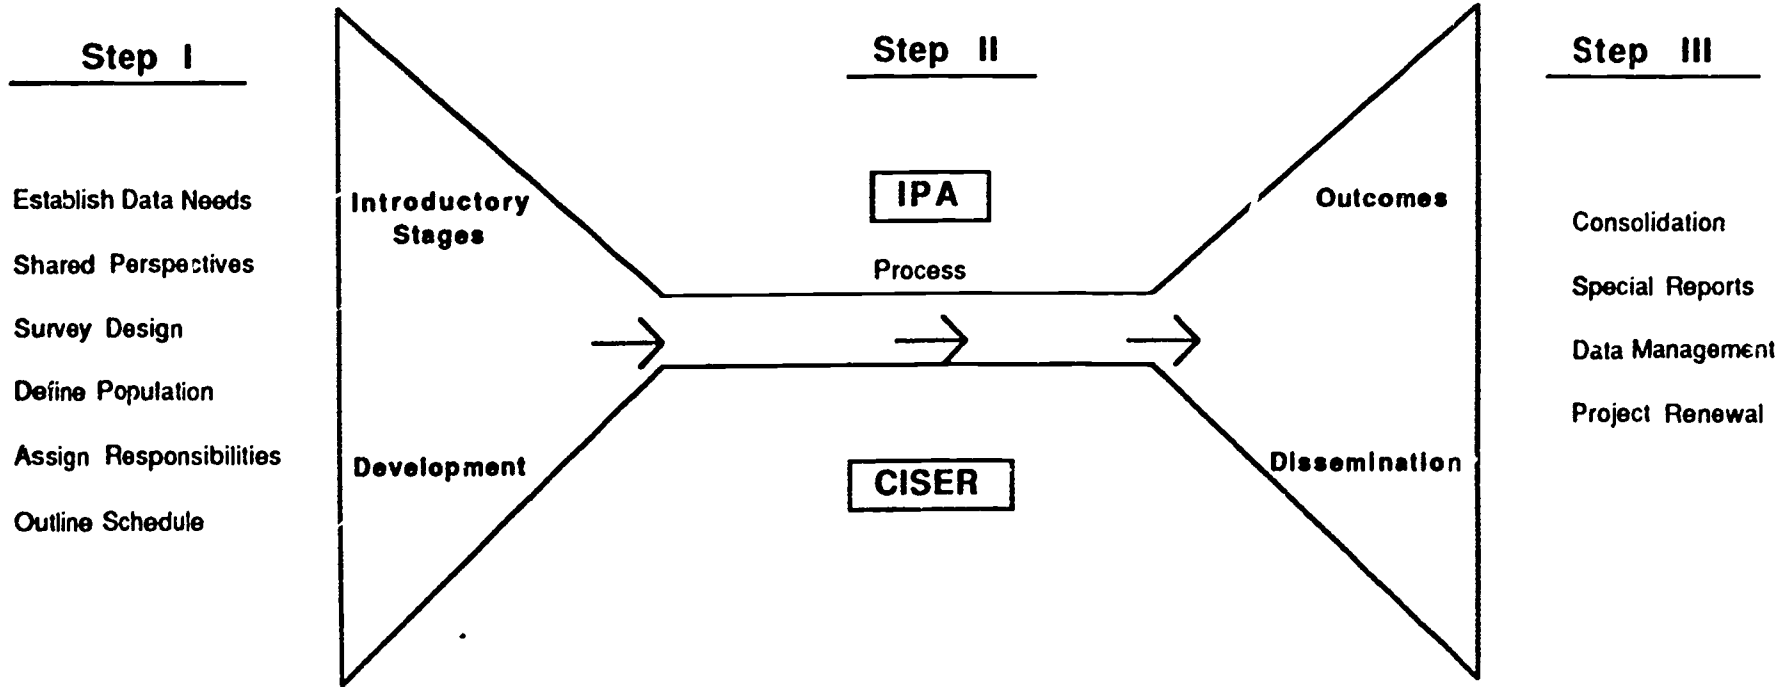 Step I
Establish Data Needs
Shared Perspectives
Survey Design
Define Population
Assign Responsibilities
Outline Schedule
Introductory
Stages
Development
Step II
IPA
Process
CISER
Outcomes
Dissemination
Step III
Consolidation
Special Reports
Data Management
Project Renewal